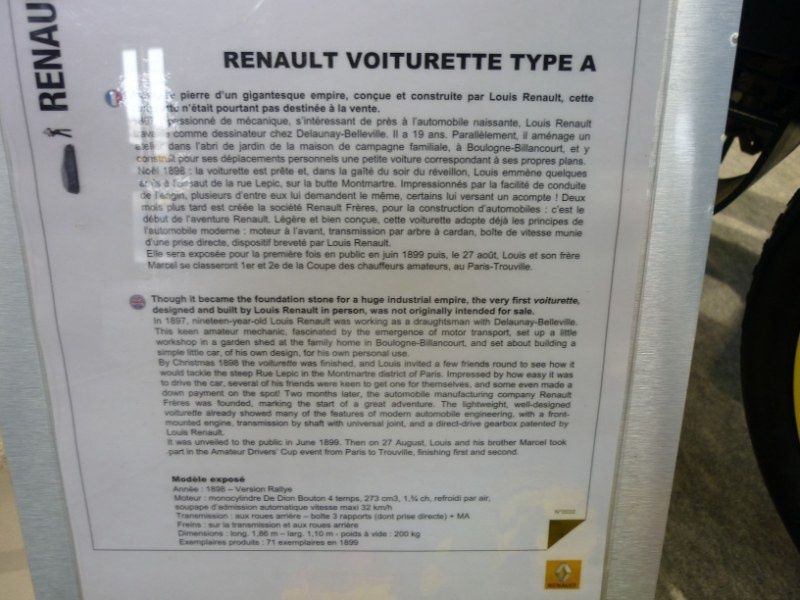 RENAULT
RENAULT VOITURETTE TYPE A
pierre d'un gigantesque empire, conçue et construite par Louis Renault, cette
n'était pourtant pas destinée à la vente.
passionné de mécanique, s'intéressant de près à l'automobile naissante, Louis Renault
travaille comme dessinateur chez Delaunay-Belleville. Il a 19 ans. Parallèlement, il aménage un
atelier dans l'abri de jardin de la maison de campagne familiale, à Boulogne-Billancourt, et y
construit pour ses déplacements personnels une petite voiture correspondant à ses propres plans.
Noël 1898 : la voiturette est prête et, dans la gaîté du soir du réveillon, Louis emmène quelques
amis à l'assaut de la rue Lepic, sur la butte Montmartre. Impressionnés par la facilité de conduite
de l'engin, plusieurs d'entre eux lui demandent le même, certains lui versant un acompte ! Deux
mois plus tard est créée la société Renault Frères, pour la construction d'automobiles : c'est le
début de l'aventure Renault. Légère et bien conçue, cette voiturette adopte déjà les principes de
l'automobile moderne : moteur à l'avant, transmission par arbre à cardan, boîte de vitesse munie
d'une prise directe, dispositif breveté par Louis Renault.
Elle sera exposée pour la première fois en public en juin 1899 puis, le 27 août, Louis et son frère
Marcel se classeront 1er et 2e de la Coupe des chauffeurs amateurs, au Paris-Trouville.
Though it became the foundation stone for a huge industrial empire, the very first voiturette,
designed and built by Louis Renault in person, was not originally intended for sale.
In 1897, nineteen-year-old Louis Renault was working as a draughtsman with Delaunay-Belleville.
This keen amateur mechanic, fascinated by the emergence of motor transport, set up a little
workshop in a garden shed at the family home in Boulogne-Billancourt, and set about building a
simple little car, of his own design, for his own personal use.
By Christmas 1898 the voiturette was finished, and Louis invited a few friends round to see how it
would tackle the steep Rue Lepic in the Montmartre district of Paris. Impressed by how easy it was
to drive the car, several of his friends were keen to get one for themselves, and some even made a
down payment on the spot! Two months later, the automobile manufacturing company Renault
Frères was founded, marking the start of a great adventure. The lightweight, well-designed
voiturette already showed many of the features of modern automobile engineering, with a front-
mounted engine, transmission by shaft with universal joint, and a direct-drive gearbox patented by
Louis Renault.
It was unveiled to the public in June 1899. Then on 27 August, Louis and his brother Marcel took
part in the Amateur Drivers' Cup event from Paris to Trouville, finishing first and second.
Modèle exposé
Année : 1898 – Version Rallye
Moteur : monocylindre De Dion Bouton 4 temps, 273 cm3, 1,¾ ch, refroidi par air,
soupape d'admission automatique vitesse maxi 32 km/h
Transmission : aux roues arrière – boîte 3 rapports (dont prise directe) + MA
Freins : sur la transmission et aux roues arrière
Dimensions : long. 1,86 m – larg. 1,10 m - poids à vide : 200 kg
Exemplaires produits : 71 exemplaires en 1899
RENAULT